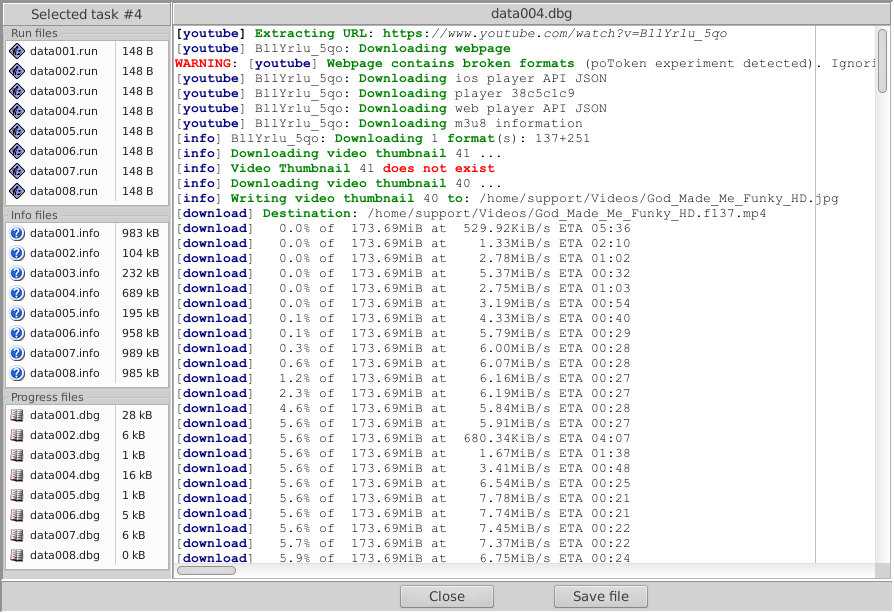 Selected task #4
Run files
data001.run 148 B
data002.run 148 B
data003.run 148 B
data004.run 148 B
data005.run 148 B
data006.run 148 B
data007.run 148 B
data008.run 148 B
Info files
data001.info 983 kB
data002.info 104 kB
data003.info 232 kB
data004.info 689 kB
data005.info 195 kB
data006.info 958 kB
data007.info 989 kB
data008.info 985 kB
Progress files
data001.dbg 28 kB
data002.dbg 6 kB
data003.dbg 1 kB
data004.dbg 16 kB
data005.dbg 1 kB
data006.dbg 5 kB
data007.dbg 6 kB
data008.dbg 0 kB
data004.dbg
[youtube] Extracting URL: https://www.youtube.com/watch?v=BllYrlu_5qo
[youtube] BllYrlu_5qo: Downloading webpage
WARNING: [youtube] Webpage contains broken formats (poToken experiment detected). Ignori
[youtube] BllYrlu_5qo: Downloading ios player API JSON
[youtube] BllYrlu_5qo: Downloading player 38c5c1c9
[youtube] BllYrlu_5qo: Downloading web player API JSON
[youtube] BllYrlu_5qo: Downloading m3u8 information
[info] BllYrlu_5qo: Downloading 1 format(s): 137+251
[info] Downloading video thumbnail 41 ...
[info] Video Thumbnail 41 does not exist
[info] Downloading video thumbnail 40 ...
[info] Writing video thumbnail 40 to: /home/support/Videos/God_Made_Me_Funky_HD.jpg
[download] Destination: /home/support/Videos/God_Made_Me_Funky_HD.f137.mp4
[download] 0.0% of 173.69MiB at 529.92KiB/s ETA 05:36
[download] 0.0% of 173.69MiB at 1.33MiB/s ETA 02:10
[download] 0.0% of 173.69MiB at 2.78MiB/s ETA 01:02
[download] 0.0% of 173.69MiB at 5.37MiB/s ETA 00:32
[download] 0.0% of 173.69MiB at 2.75MiB/s ETA 01:03
[download] 0.0% of 173.69MiB at 3.19MiB/s ETA 00:54
[download] 0.1% of 173.69MiB at 4.33MiB/s ETA 00:40
[download] 0.1% of 173.69MiB at 5.79MiB/s ETA 00:29
[download] 0.3% of 173.69MiB at 6.00MiB/s ETA 00:28
[download] 0.6% of 173.69MiB at 6.07MiB/s ETA 00:28
[download] 1.2% of 173.69MiB at 6.16MiB/s ETA 00:27
[download] 2.3% of 173.69MiB at 6.19MiB/s ETA 00:27
[download] 4.6% of 173.69MiB at 5.84MiB/s ETA 00:28
[download] 5.6% of 173.69MiB at 5.91MiB/s ETA 00:27
[download] 5.6% of 173.69MiB at 680.34KiB/s ETA 04:07
[download] 5.6% of 173.69MiB at 1.67MiB/s ETA 01:38
[download] 5.6% of 173.69MiB at 3.41MiB/s ETA 00:48
[download] 5.6% of 173.69MiB at 6.54MiB/s ETA 00:25
[download] 5.6% of 173.69MiB at 7.78MiB/s ETA 00:21
[download] 5.6% of 173.69MiB at 7.74MiB/s ETA 00:21
[download] 5.6% of 173.69MiB at 7.45MiB/s ETA 00:22
[download] 5.7% of 173.69MiB at 7.37MiB/s ETA 00:22
[download] 5.9% of 173.69MiB at 6.75MiB/s ETA 00:24
Close
Save file